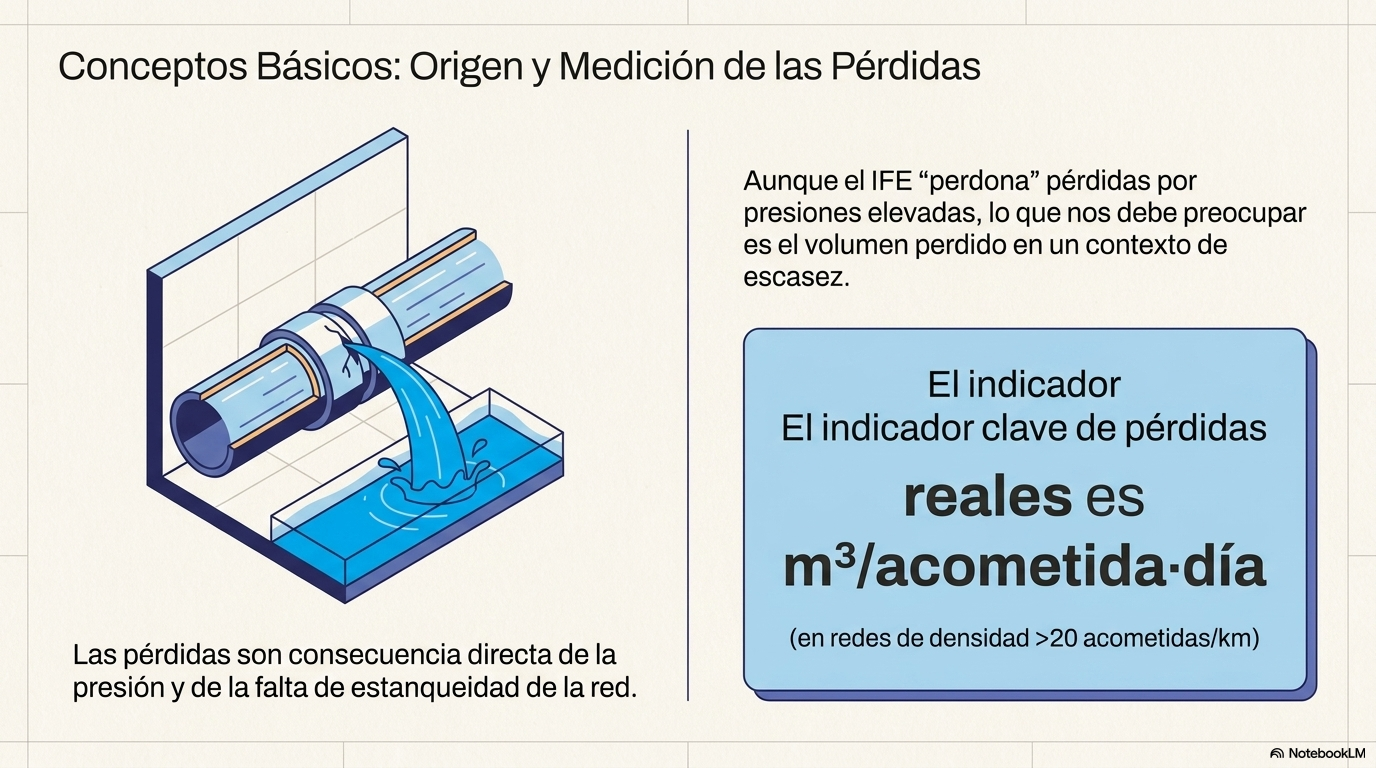 Conceptos Básicos: Origen y Medición de las Pérdidas
Las pérdidas son consecuencia directa de la
presión y de la falta de estanqueidad de la red.
Aunque el IFE “perdona” pérdidas por
presiones elevadas, lo que nos debe preocupar
es el volumen perdido en un contexto de
escasez.
El indicador
El indicador clave de pérdidas
reales es
m³/acometida·día
(en redes de densidad >20 acometidas/km)
NotebookLM